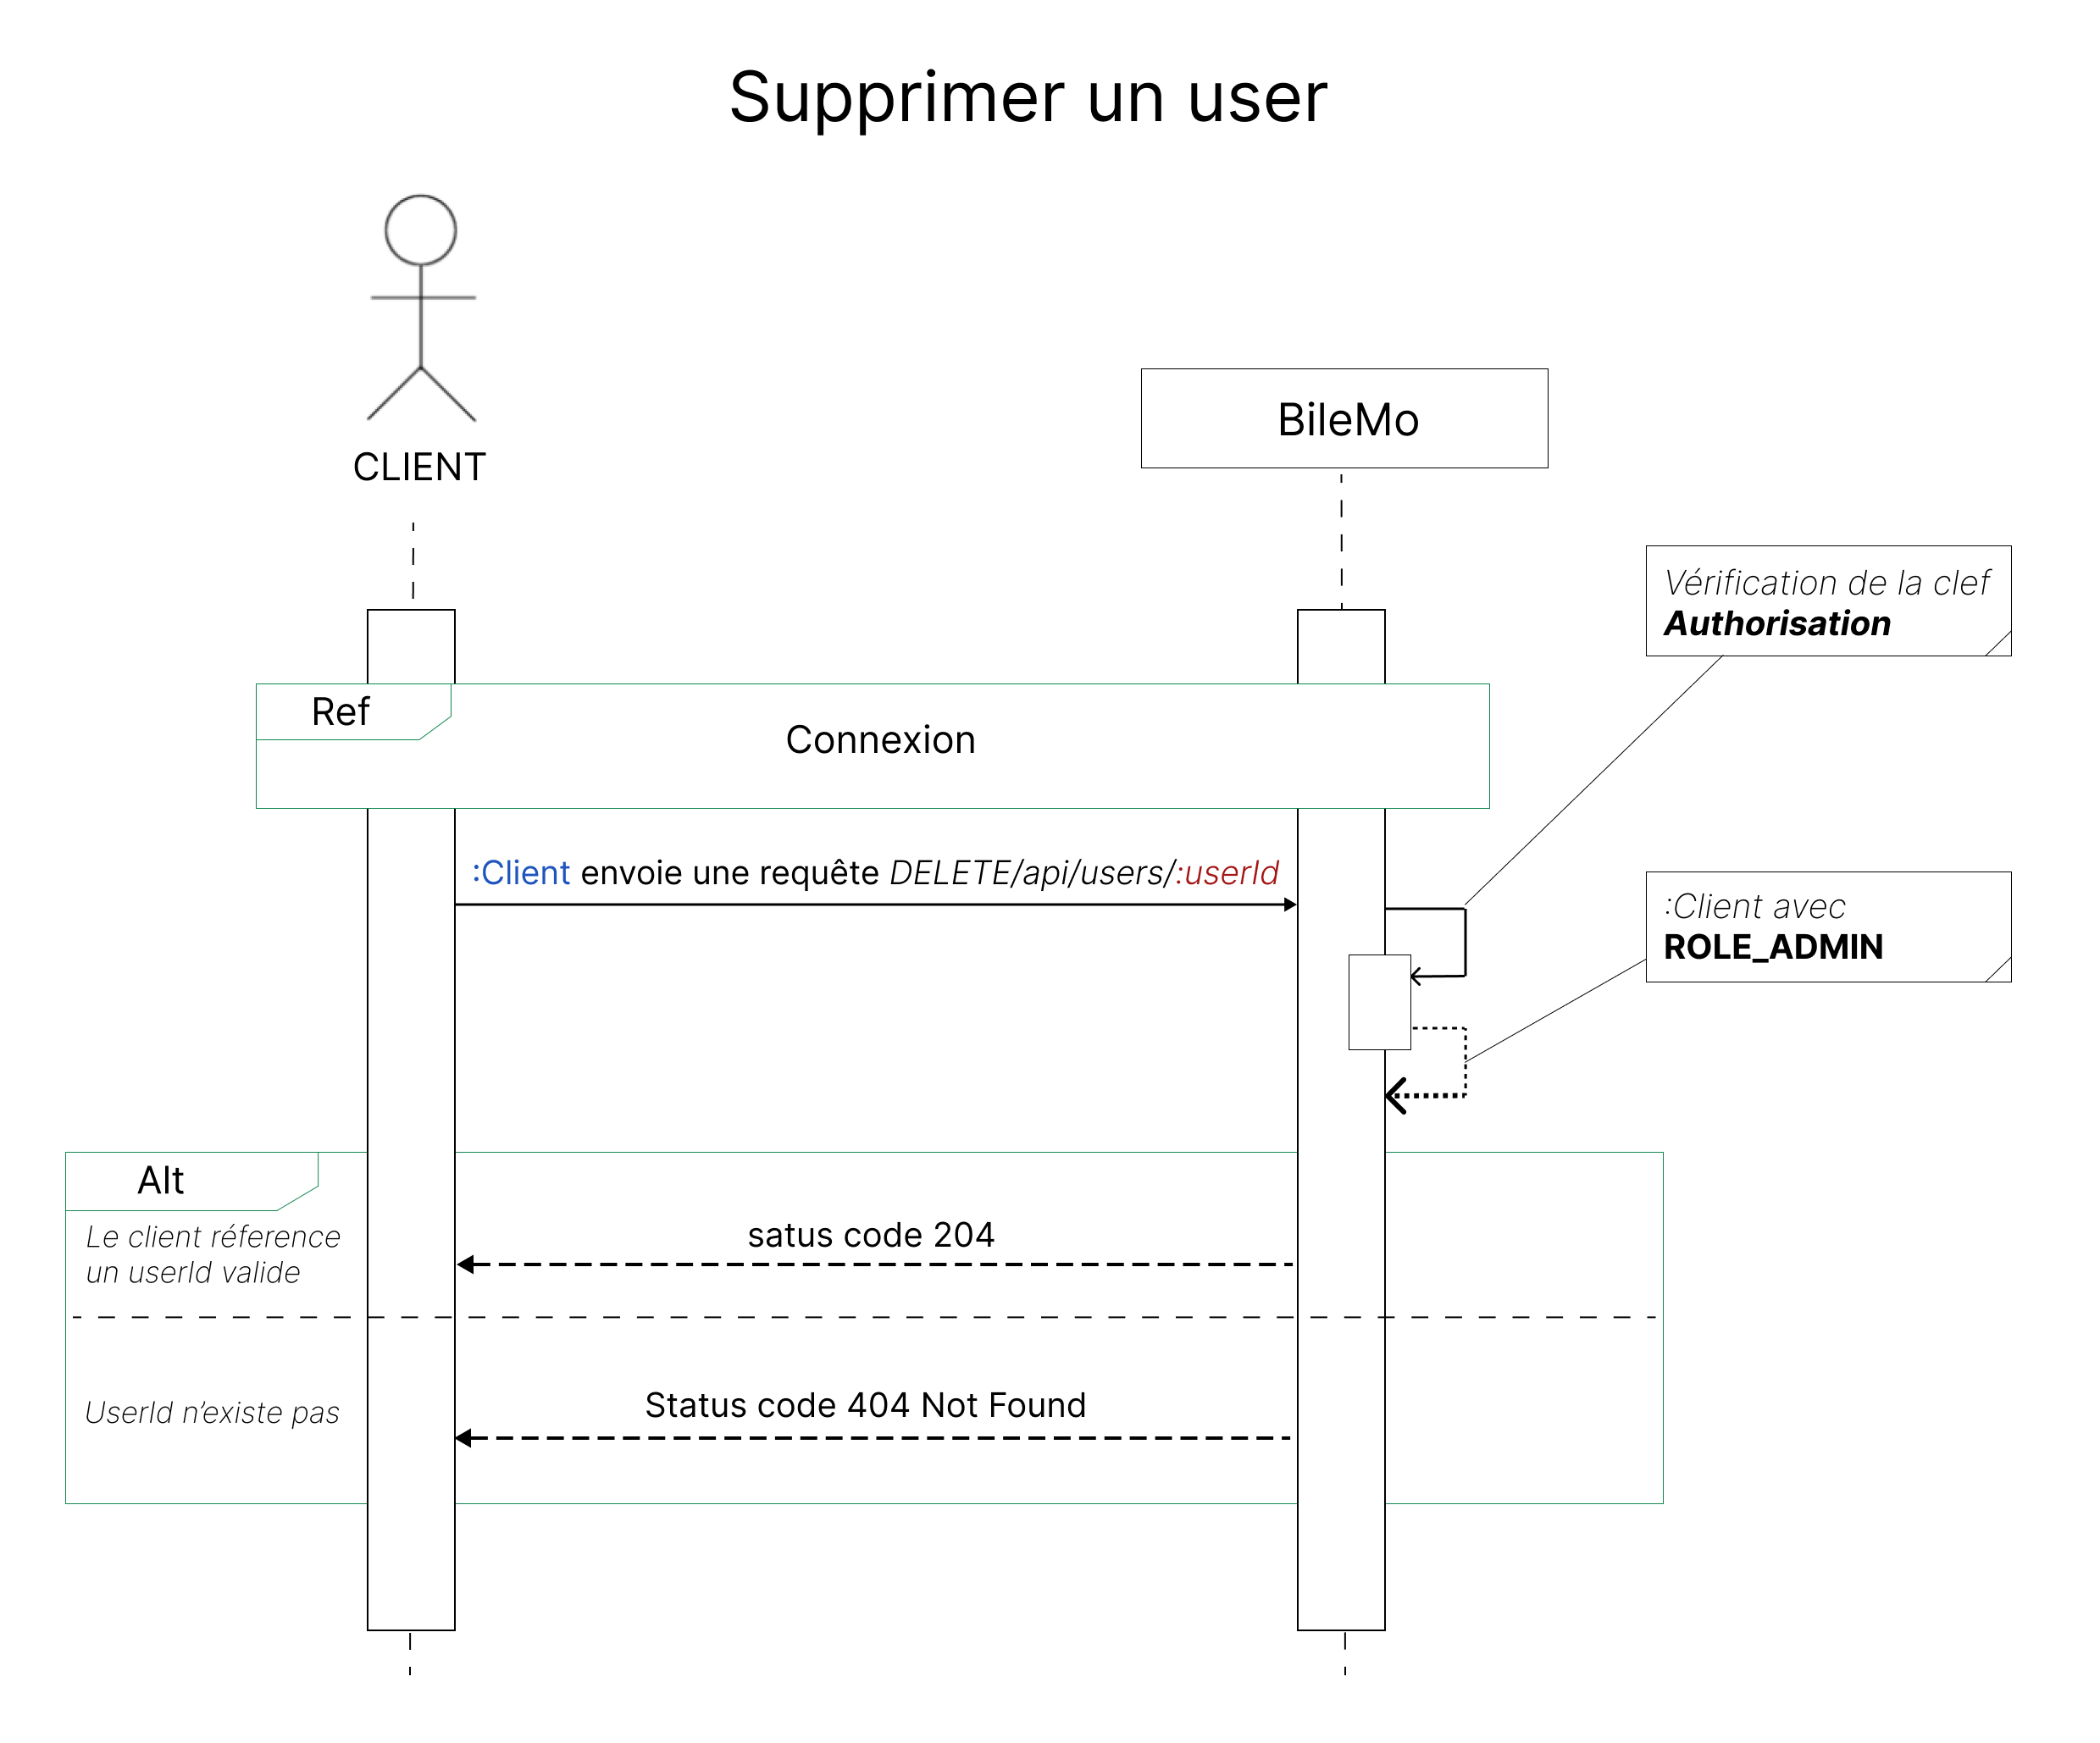 Supprimer un user
CLIENT
BileMo
Vérification de la clef
Authorisation
Ref
Connexion
:Client envoie une requête DELETE/api/users/:userId
:Client avec
ROLE_ADMIN
Alt
Le client réference
un userId valide
satus code 204
Status code 404 Not Found
UserId n’existe pas